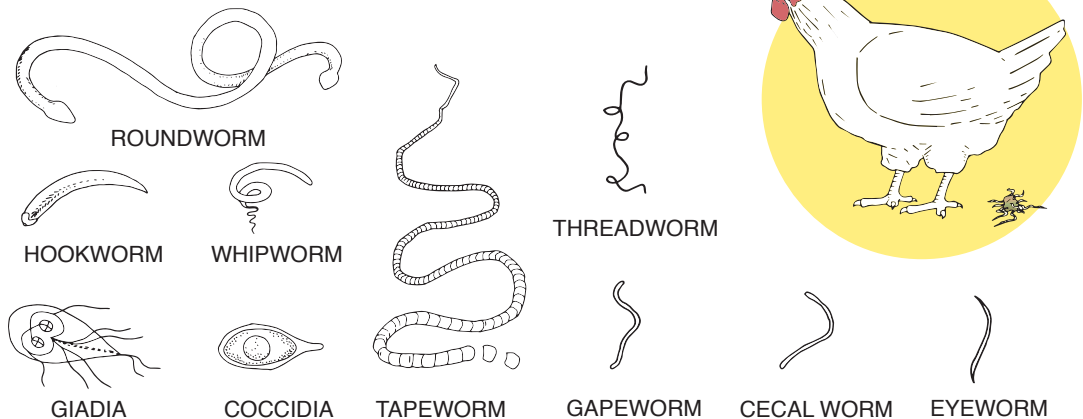 ROUNDWORM
HOOKWORM
WHIPWORM
THREADWORM
GIADIA
COCCIDIA
TAPEWORM
GAPEWORM
CECAL WORM
EYEWORM